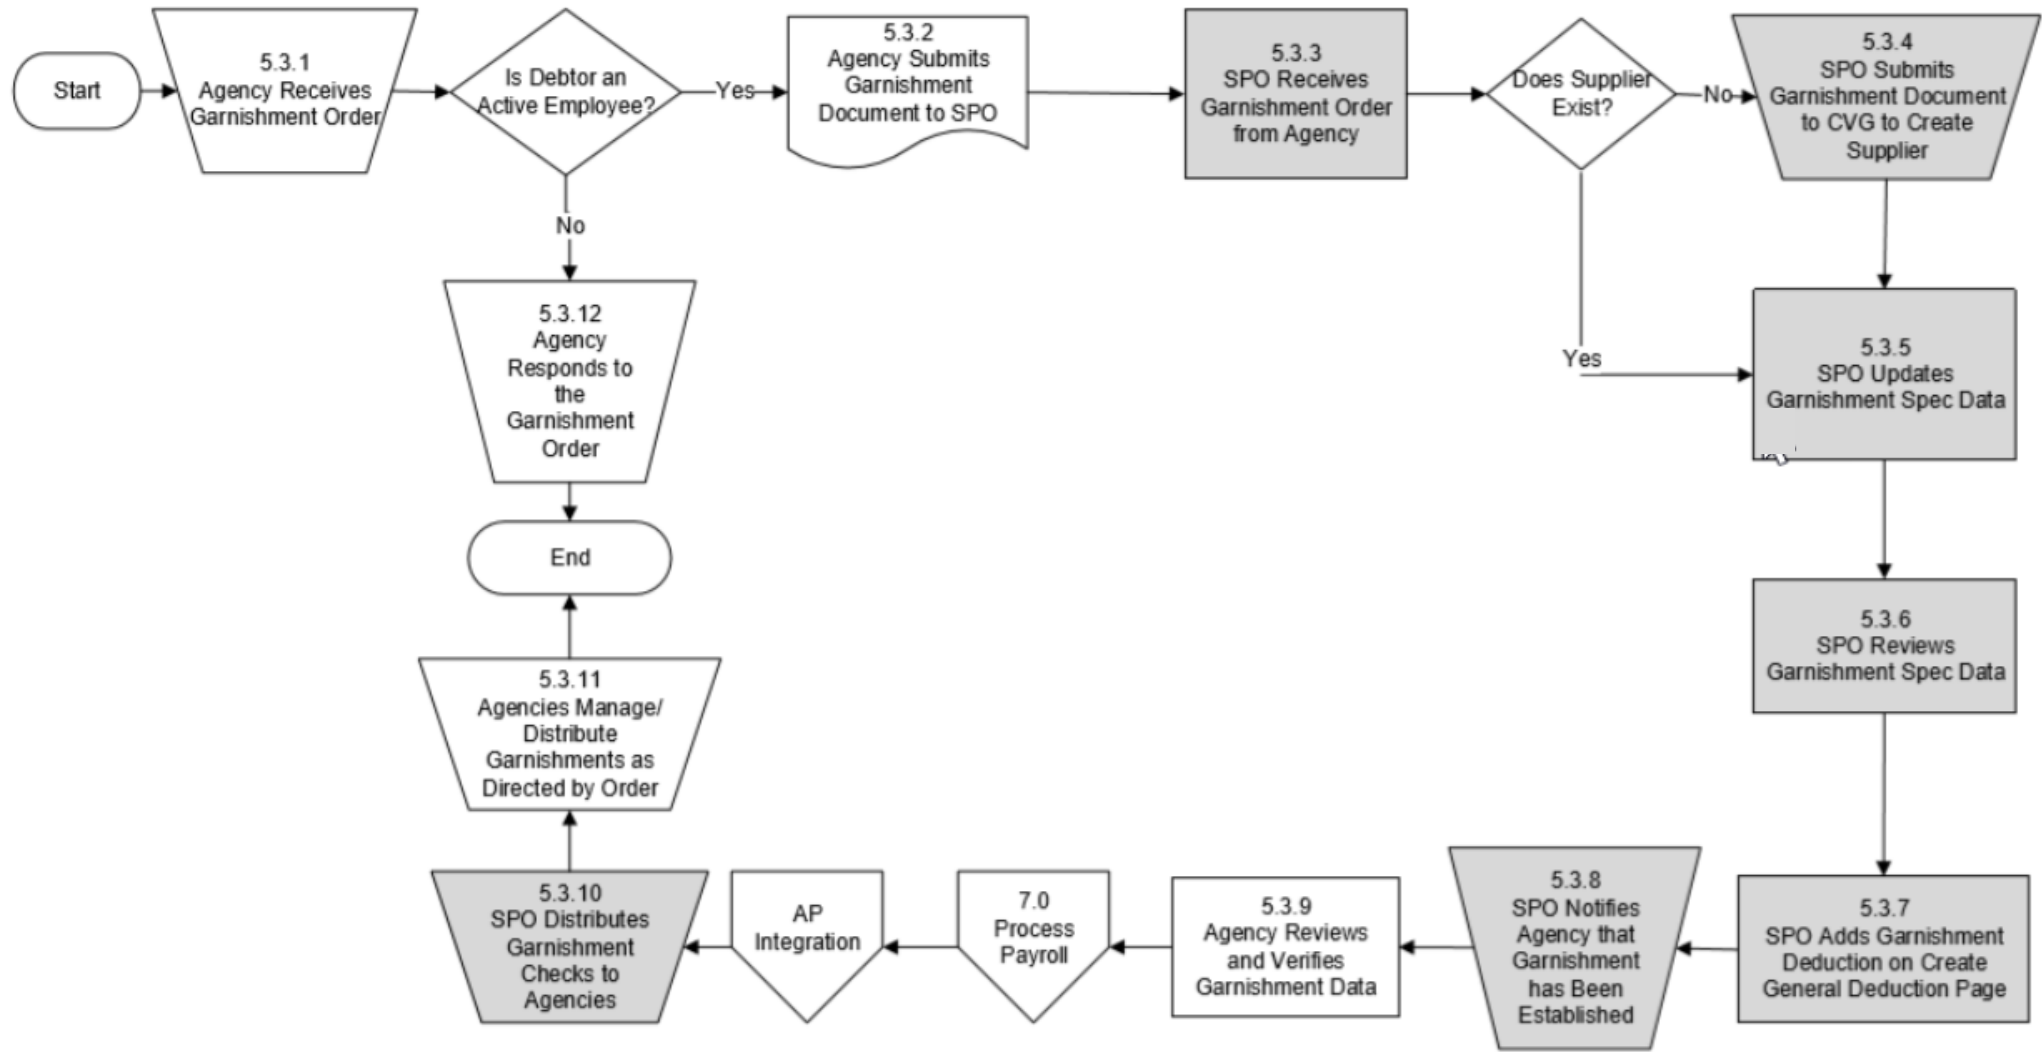 Start
5.3.1
Agency Receives
Garnishment Order
Is Debtor an
Active Employee?
Yes
5.3.2
Agency Submits
Garnishment
Document to SPO
5.3.3
SPO Receives
Garnishment Order
from Agency
Does Supplier
Exist?
No
5.3.4
SPO Submits
Garnishment Document
to CVG to Create
Supplier
No
5.3.12
Agency
Responds to
the
Garnishment
Order
Yes
5.3.5
SPO Updates
Garnishment Spec Data
End
5.3.6
SPO Reviews
Garnishment Spec Data
5.3.11
Agencies Manage/
Distribute
Garnishments as
Directed by Order
5.3.10
SPO Distributes
Garnishment
Checks to
Agencies
AP
Integration
7.0
Process
Payroll
5.3.9
Agency Reviews
and Verifies
Garnishment Data
5.3.8
SPO Notifies
Agency that
Garnishment
has Been
Established
5.3.7
SPO Adds Garnishment
Deduction on Create
General Deduction Page